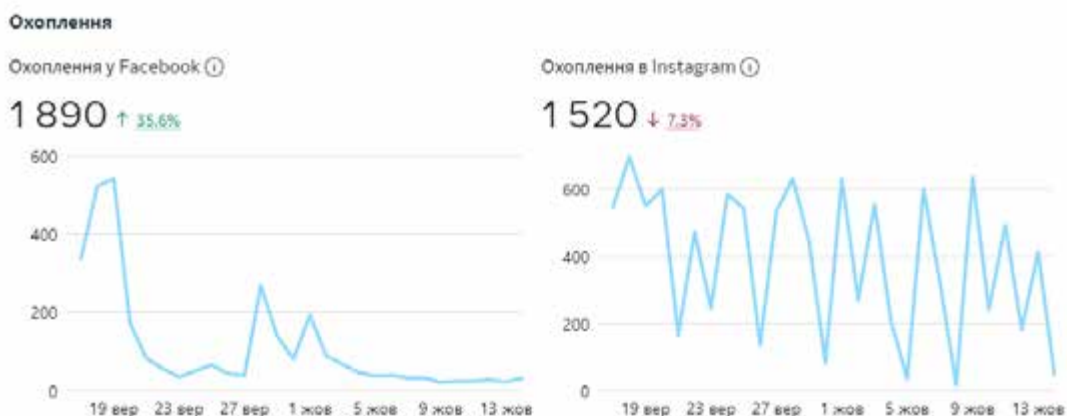 Охоплення
Охоплення у Facebook
1 890 ↑ 35,6%
600
400
200
0
19 вер 23 вер 27 вер 1 жов 5 жов 9 жов 13 жов
Охоплення в Instagram
1 520 ↓ 7,3%
600
400
200
0
19 вер 23 вер 27 вер 1 жов 5 жов 9 жов 13 жов